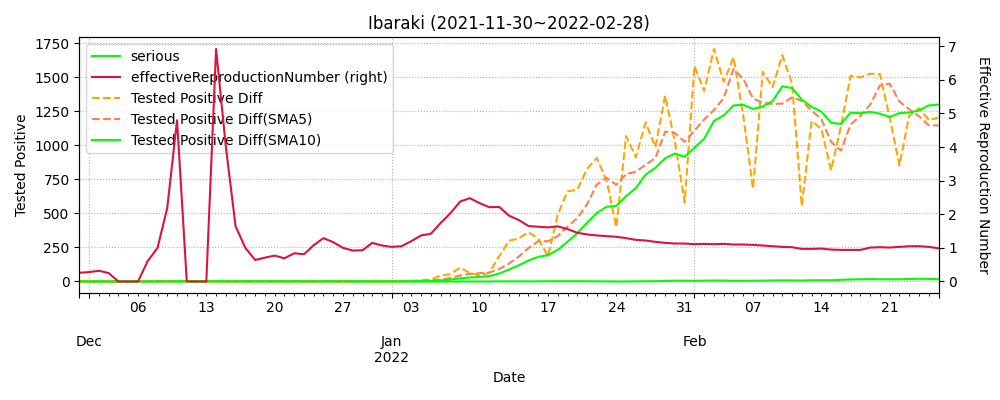 Ibaraki (2021-11-30~2022-02-28)
serious
effectiveReproductionNumber (right)
Tested Positive Diff
Tested Positive Diff(SMA5)
Tested Positive Diff(SMA10)
Tested Positive
1750
1500
1250
1000
750
500
250
0
7
6
5
4
3
2
1
0
Effective Reproduction Number
06 13 20 27 03 10 17 24 31 07 14 21
Dec Jan Feb
2022
Date